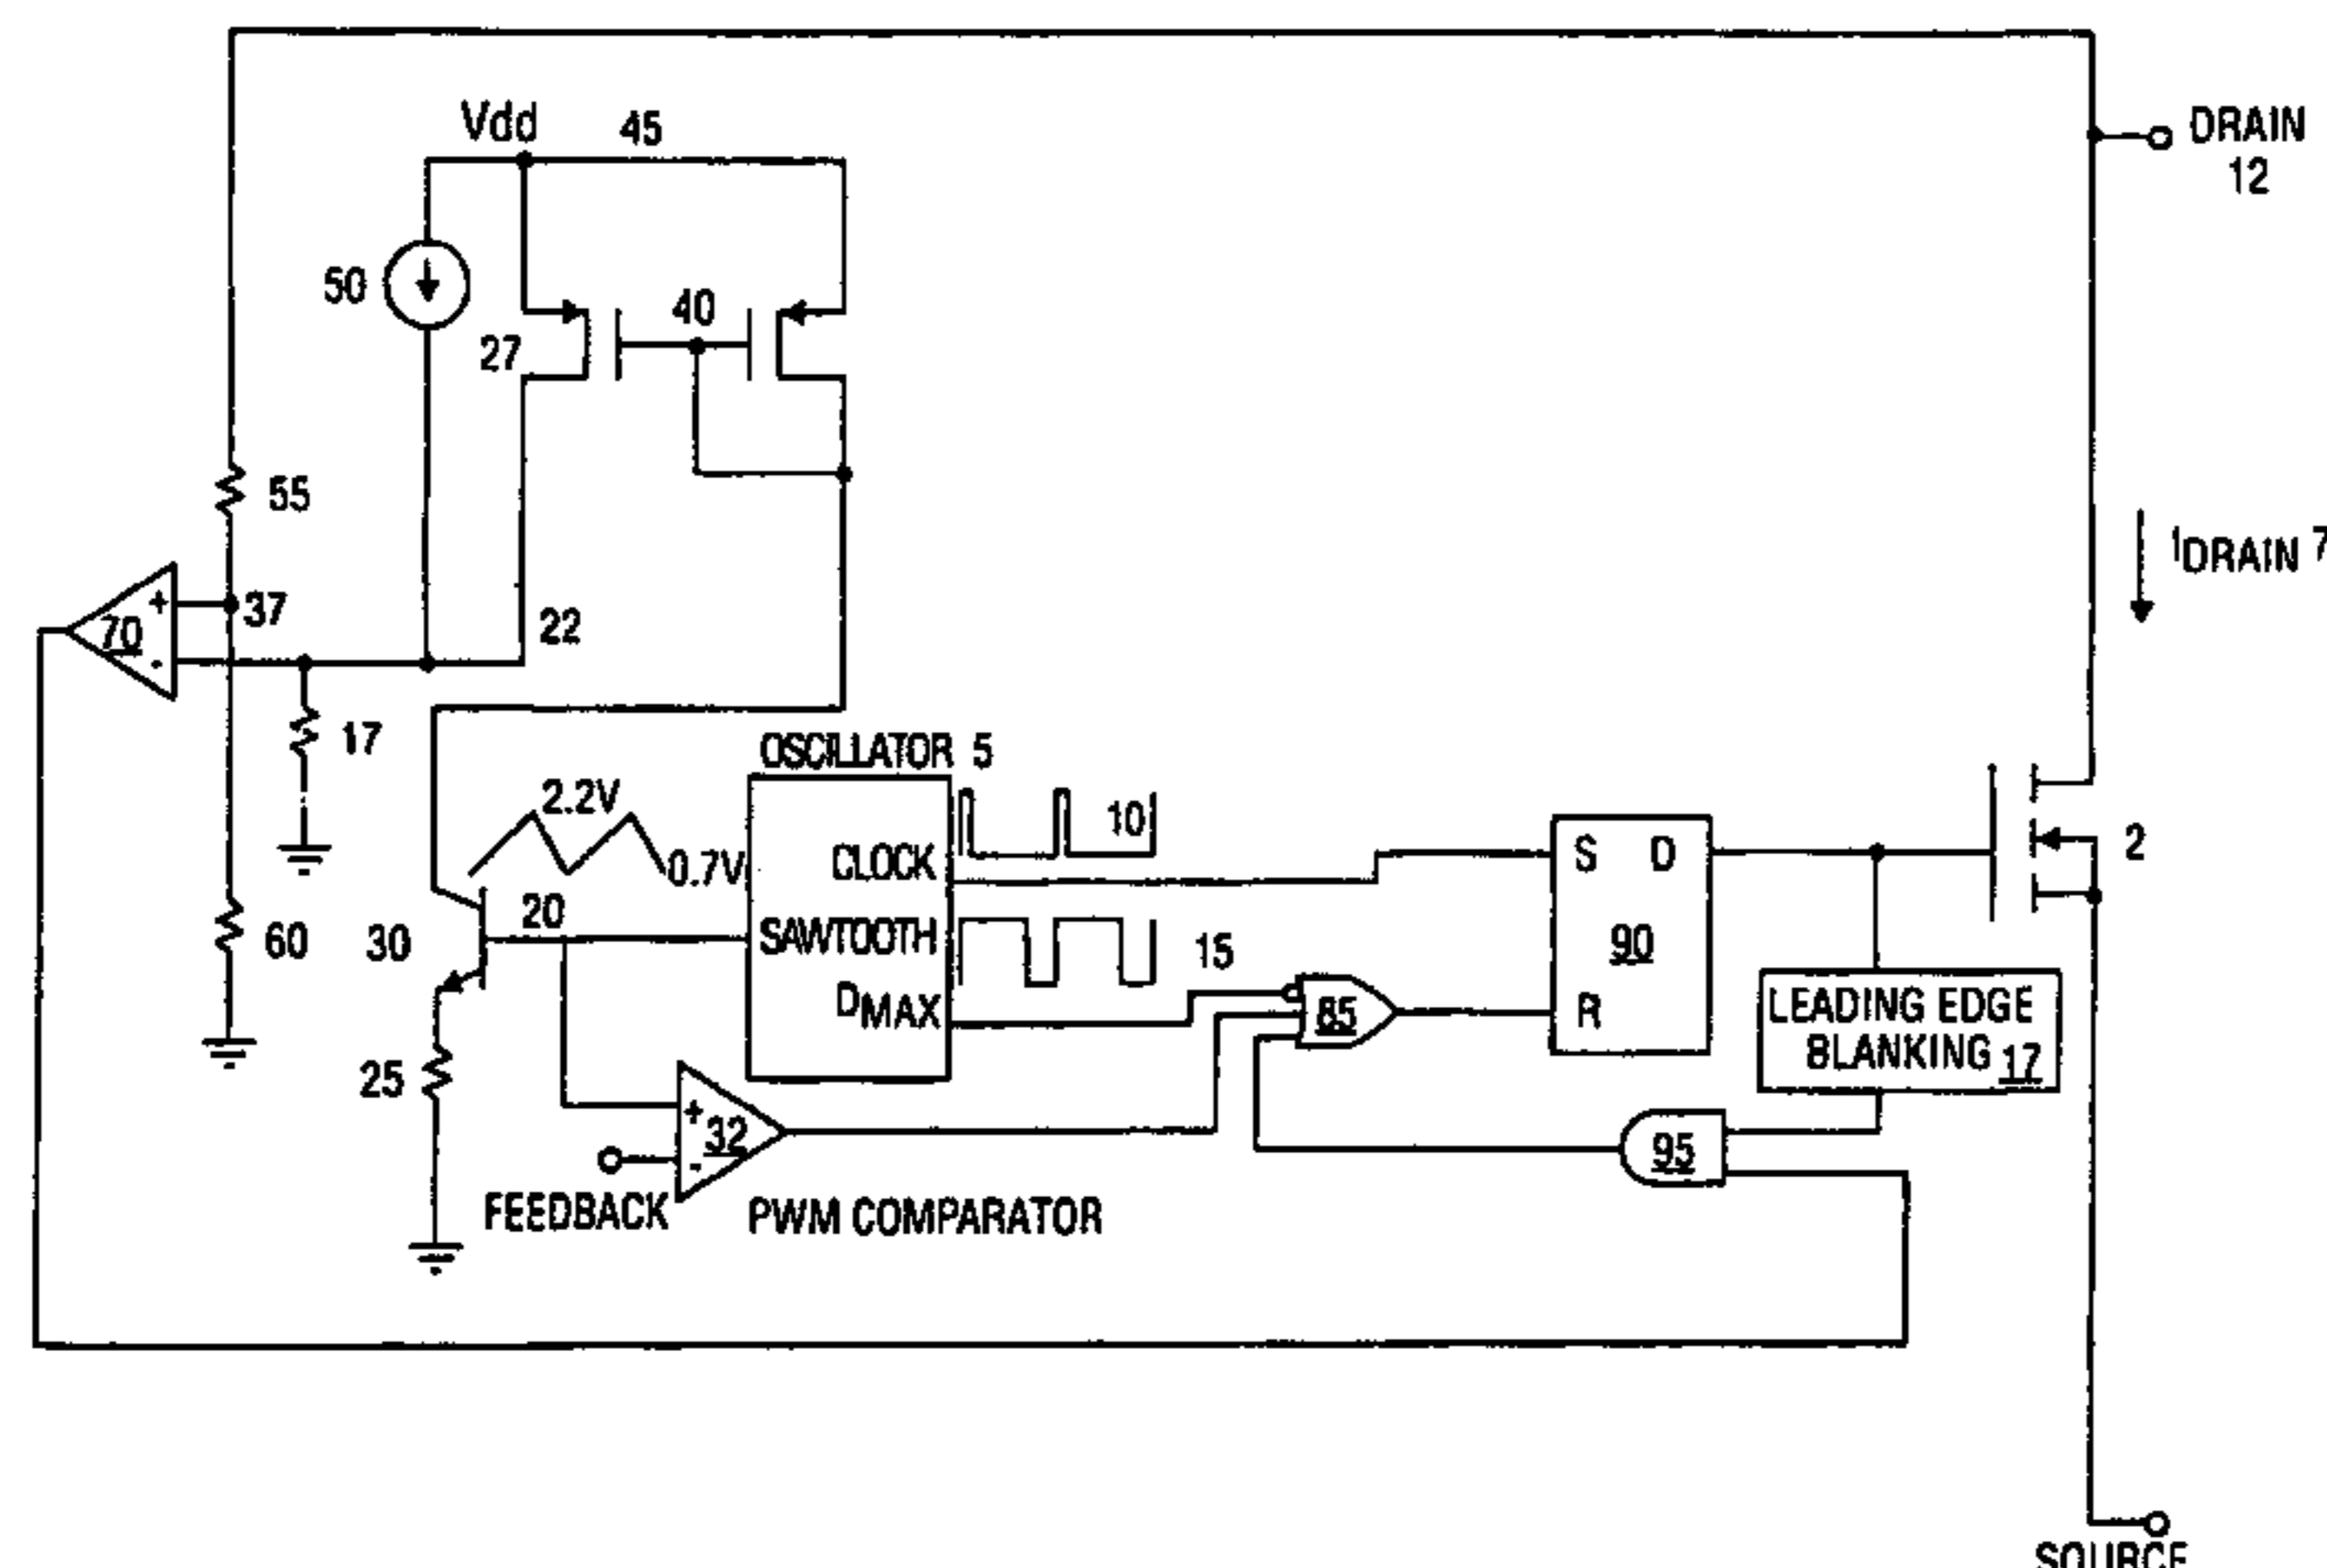 Vdd 45
DRAIN
12
50
40
27
55
IDRAIN 7
70
+
37
-
22
17
OSCILLATOR 5
2.2V
0.7V
CLOCK
10
SAWTOOTH
15
DMAX
20
30
60
25
S O
90
R
2
85
LEADING EDGE
BLANKING 17
+
32
-
95
FEEDBACK
PWM COMPARATOR
SOURCE